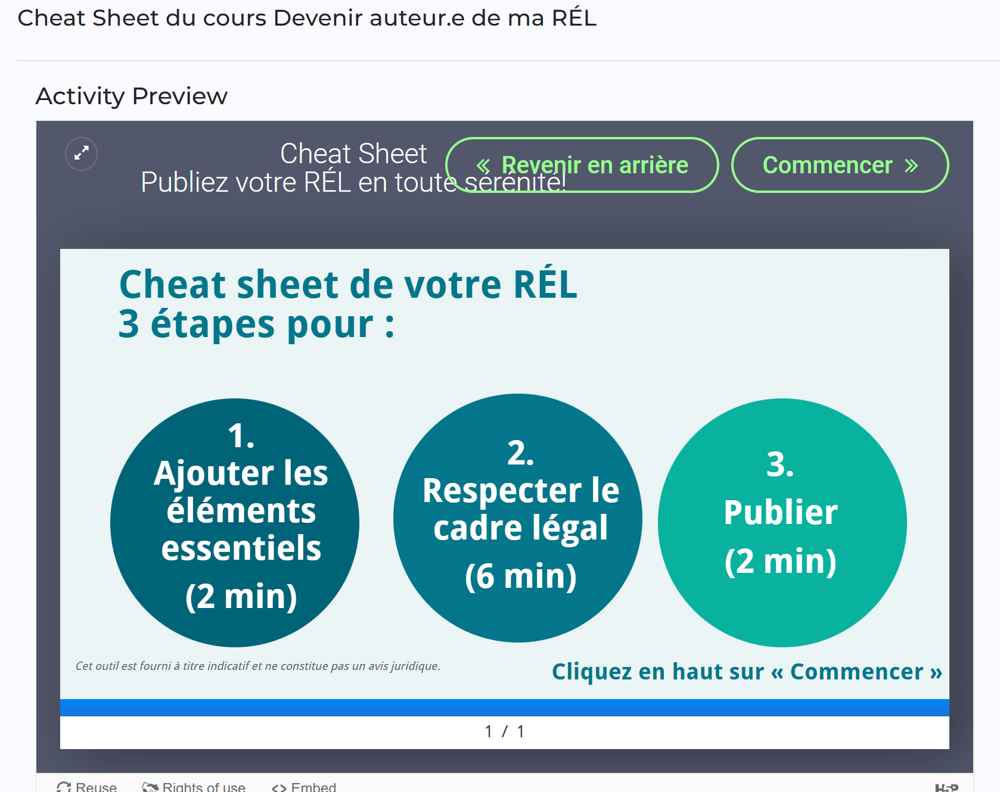 Cheat Sheet du cours Devenir auteur.e de ma RÉL
Activity Preview
Cheat Sheet
Publiez votre RÉL en toute sérénité!
« Revenir en arrière
Commencer »
Cheat sheet de votre RÉL
3 étapes pour :
1.
Ajouter les
éléments
essentiels
(2 min)
2.
Respecter le
cadre légal
(6 min)
3.
Publier
(2 min)
Cet outil est fourni à titre indicatif et ne constitue pas un avis juridique.
Cliquez en haut sur « Commencer »
1 / 1
Reuse
Rights of use
<> Embed
H5P